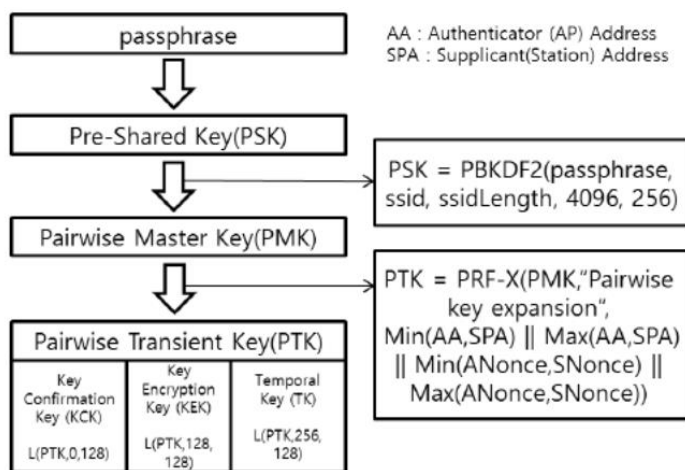 passphrase
AA : Authenticator (AP) Address
SPA : Supplicant(Station) Address
Pre-Shared Key(PSK)
PSK = PBKDF2(passphrase,
ssid, ssidLength, 4096, 256)
Pairwise Master Key(PMK)
PTK = PRF-X(PMK,"Pairwise
key expansion",
Min(AA,SPA) || Max(AA,SPA)
|| Min(ANonce,SNonce) ||
Max(ANonce,SNonce))
Pairwise Transient Key(PTK)
Key
Confirmation
Key (KCK)
L(PTK,0,128)
Key
Encryption
Key (KEK)
L(PTK,128,
128)
Temporal
Key (TK)
L(PTK,256,
128)